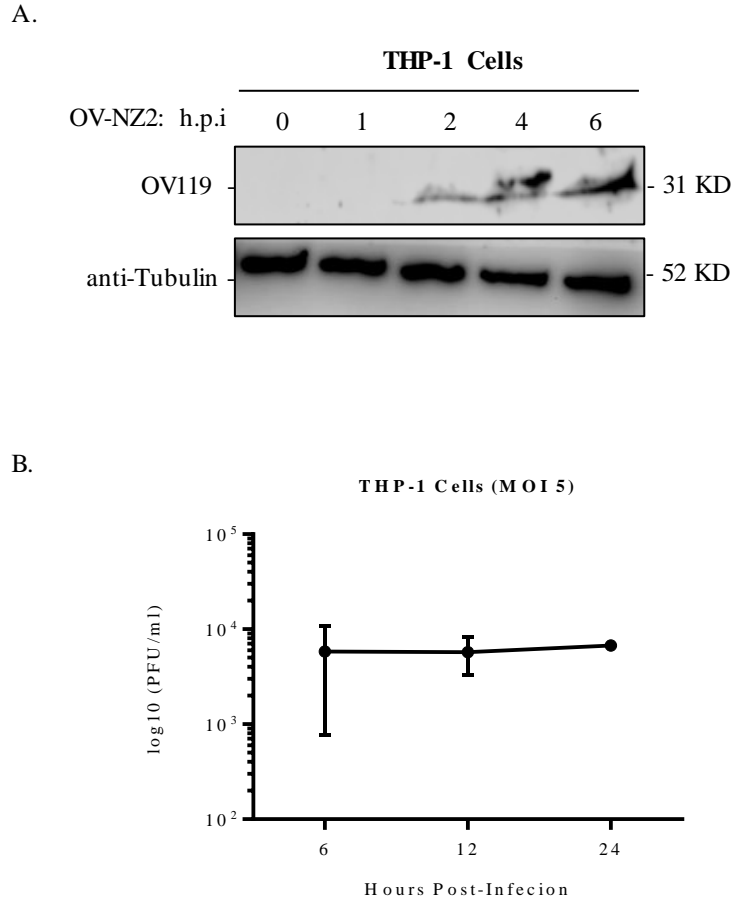 A.
THP-1 Cells
OV-NZ2: h.p.i 0 1 2 4 6
OV119 - - 31 KD
anti-Tubulin - - 52 KD
B.
THP-1 Cells (MOI 5)
10^5
10^4
10^3
10^2
log10 (PFU/ml)
6 12 24
Hours Post-Infecion